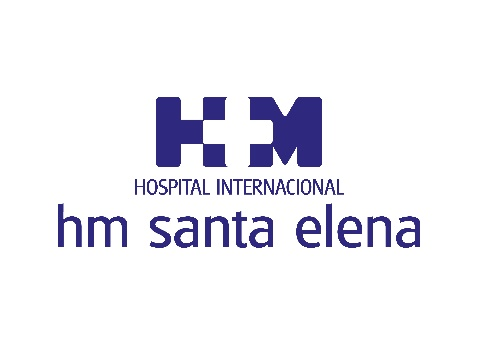 HM
HOSPITAL INTERNACIONAL
hm santa elena